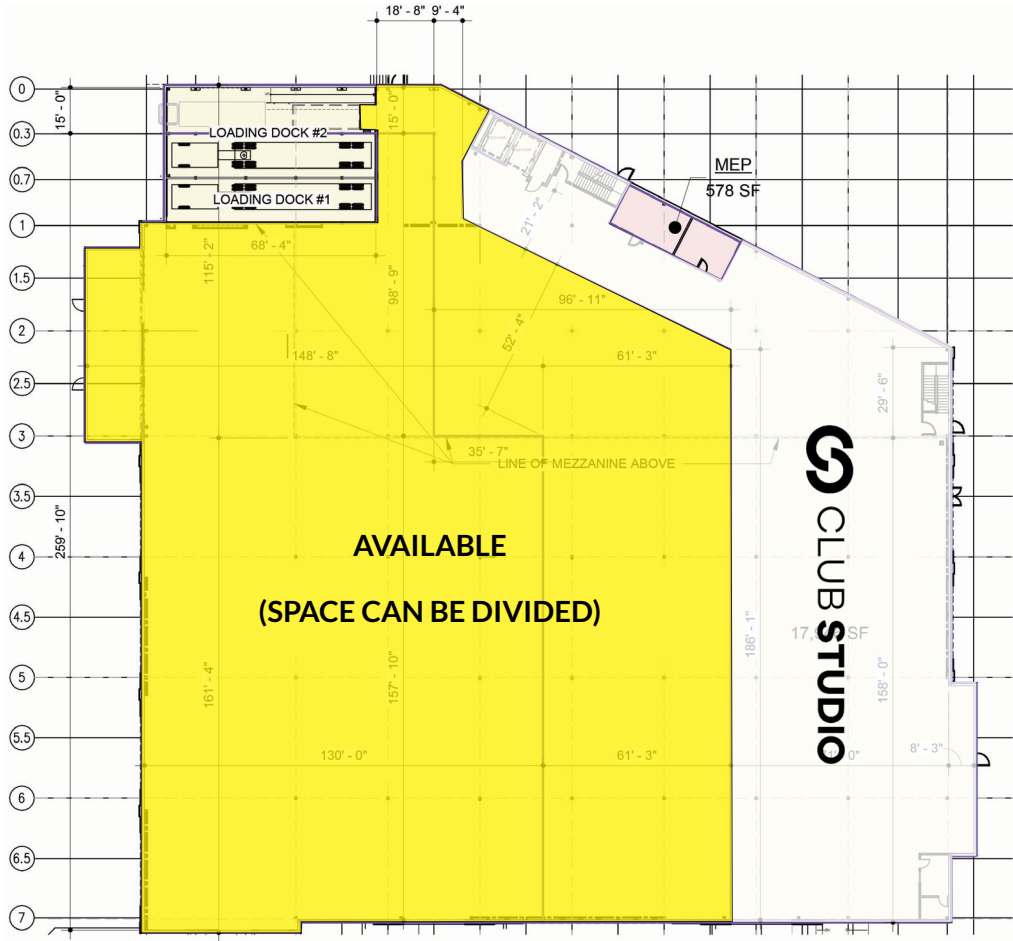 18' - 8" 9' - 4"
0
15' - 0"
15' - 0"
0.3
LOADING DOCK #2
0.7
MEP
578 SF
LOADING DOCK #1
1
21' - 2"
68' - 4"
115' - 2"
98' - 9"
1.5
96' - 11"
2
52' - 4"
148' - 8"
61' - 3"
2.5
29' - 6"
3
35' - 7"
LINE OF MEZZANINE ABOVE
3.5
259' - 10"
4
AVAILABLE
(SPACE CAN BE DIVIDED)
CLUBSTUDIO
4.5
186' - 1"
SF
5
161' - 4"
157' - 10"
158' - 0"
5.5
130' - 0"
61' - 3"
8' - 3"
6
6.5
7